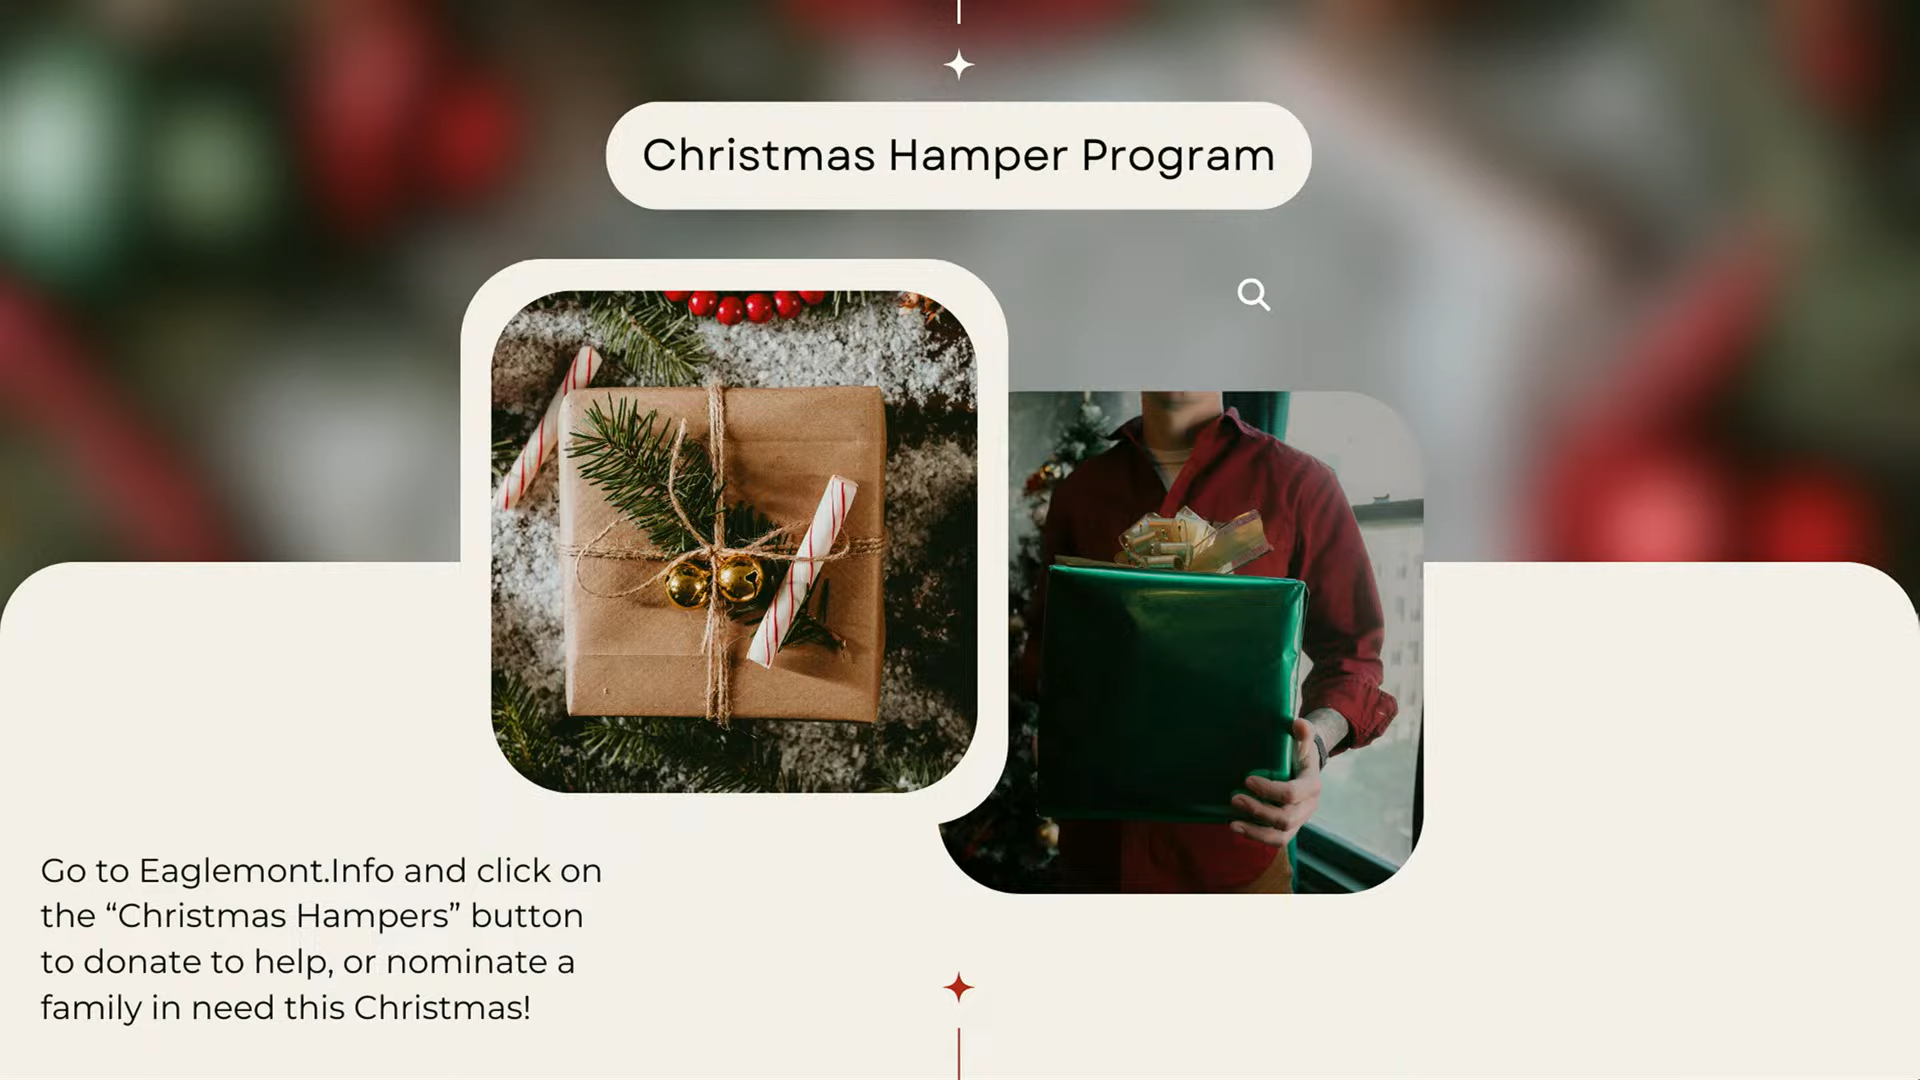 Christmas Hamper Program
Go to Eaglemont.Info and click on
the “Christmas Hampers” button
to donate to help, or nominate a
family in need this Christmas!